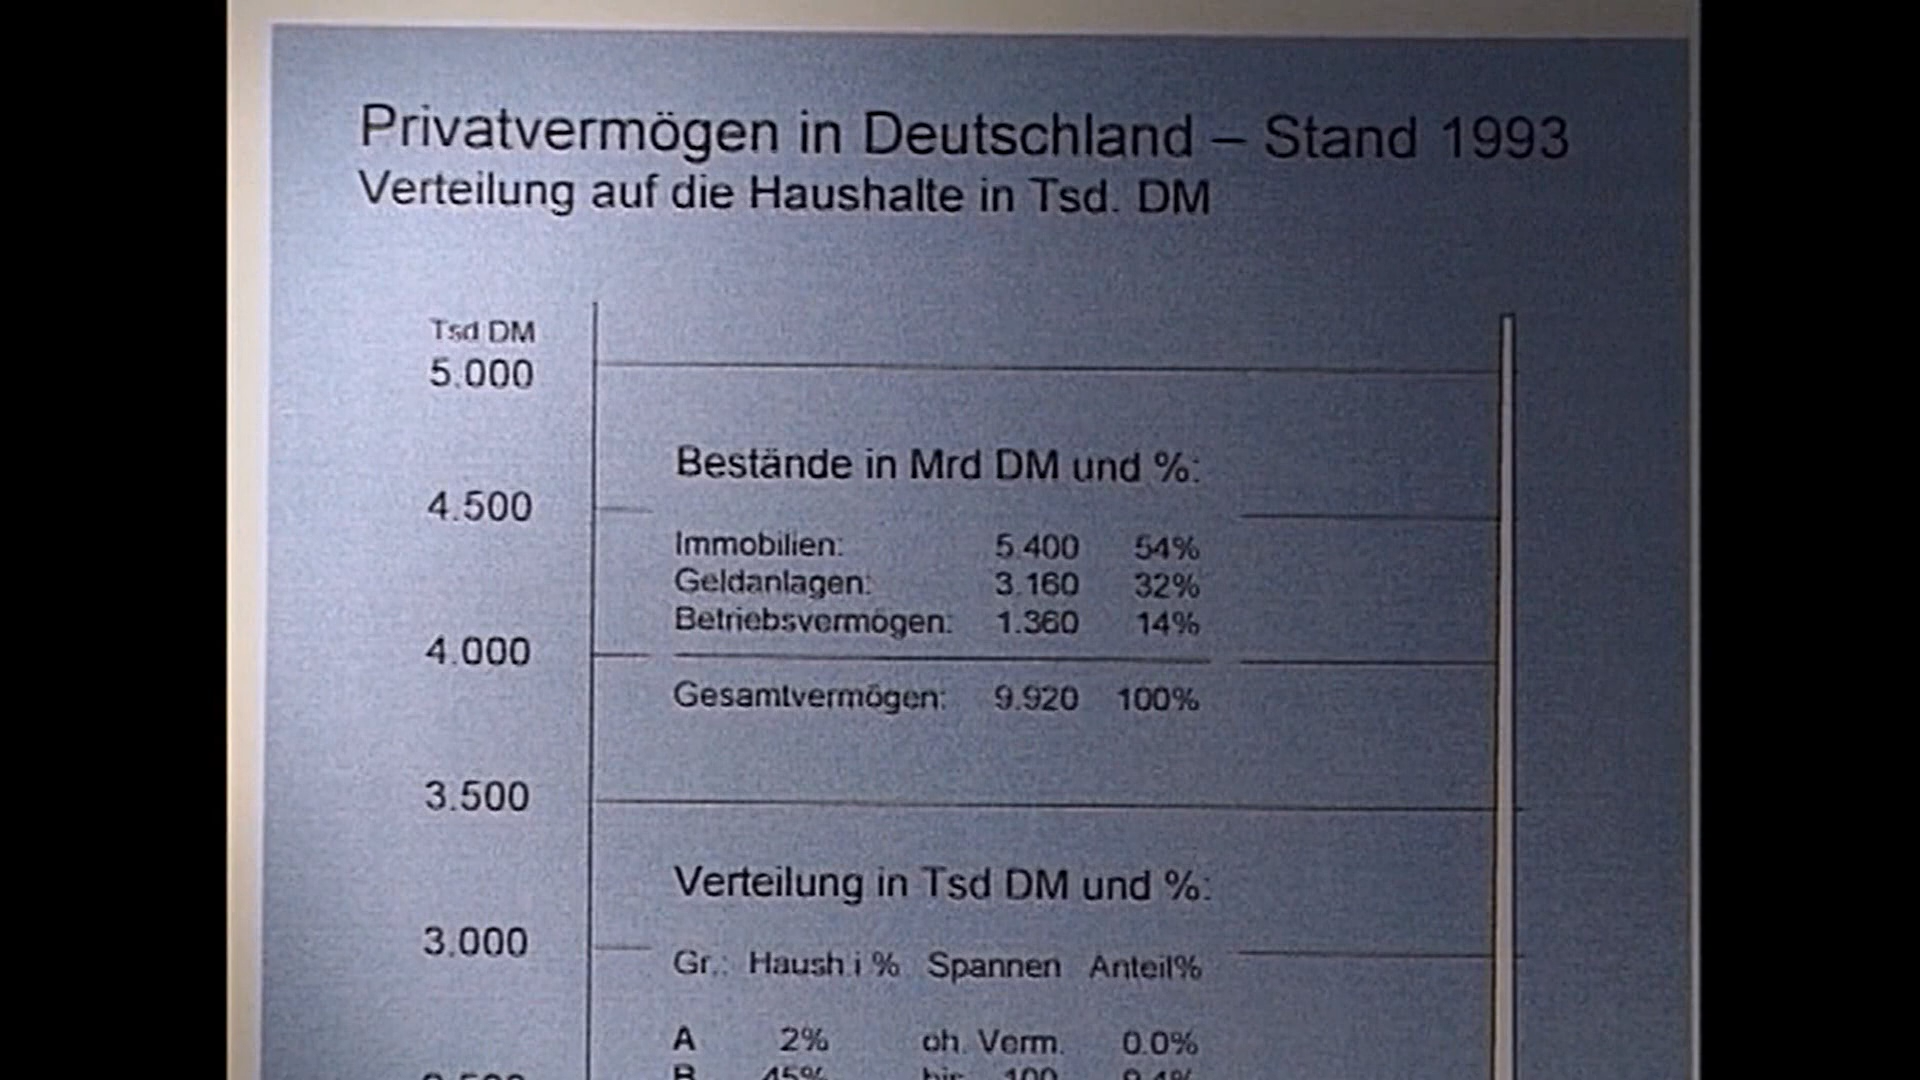 Privatvermögen in Deutschland – Stand 1993
Verteilung auf die Haushalte in Tsd. DM
Tsd DM
5.000
Bestände in Mrd DM und %:
4.500
Immobilien: 5.400 54%
Geldanlagen: 3.160 32%
Betriebsvermögen: 1.360 14%
4.000
Gesamtvermögen: 9.920 100%
3.500
Verteilung in Tsd DM und %:
3.000
Gr.: Haush.i % Spannen Anteil%
A 2% oh. Verm. 0.0%
B 45% bis 100